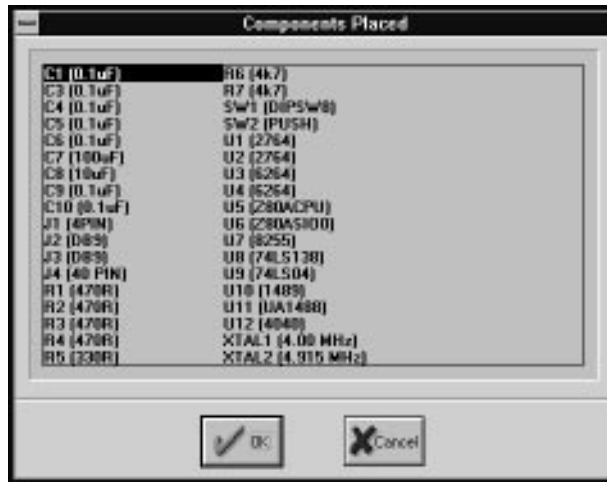 Components Placed
C1 (0.1uF)
C3 (0.1uF)
C4 (0.1uF)
C5 (0.1uF)
C6 (0.1uF)
C7 (100uF)
C8 (10uF)
C9 (0.1uF)
C10 (0.1uF)
J1 (4PIN)
J2 (DB9)
J3 (DB9)
J4 (40 PIN)
R1 (470R)
R2 (470R)
R3 (470R)
R4 (470R)
R5 (330R)
R6 (4k7)
R7 (4k7)
SW1 (DIPSW8)
SW2 (PUSH)
U1 (2764)
U2 (2764)
U3 (6264)
U4 (6264)
U5 (Z80ACPU)
U6 (Z80ASIO0)
U7 (8255)
U8 (74LS138)
U9 (74LS04)
U10 (1489)
U11 (UA1488)
U12 (4040)
XTAL1 (4.00 MHz)
XTAL2 (4.915 MHz)
OK
Cancel